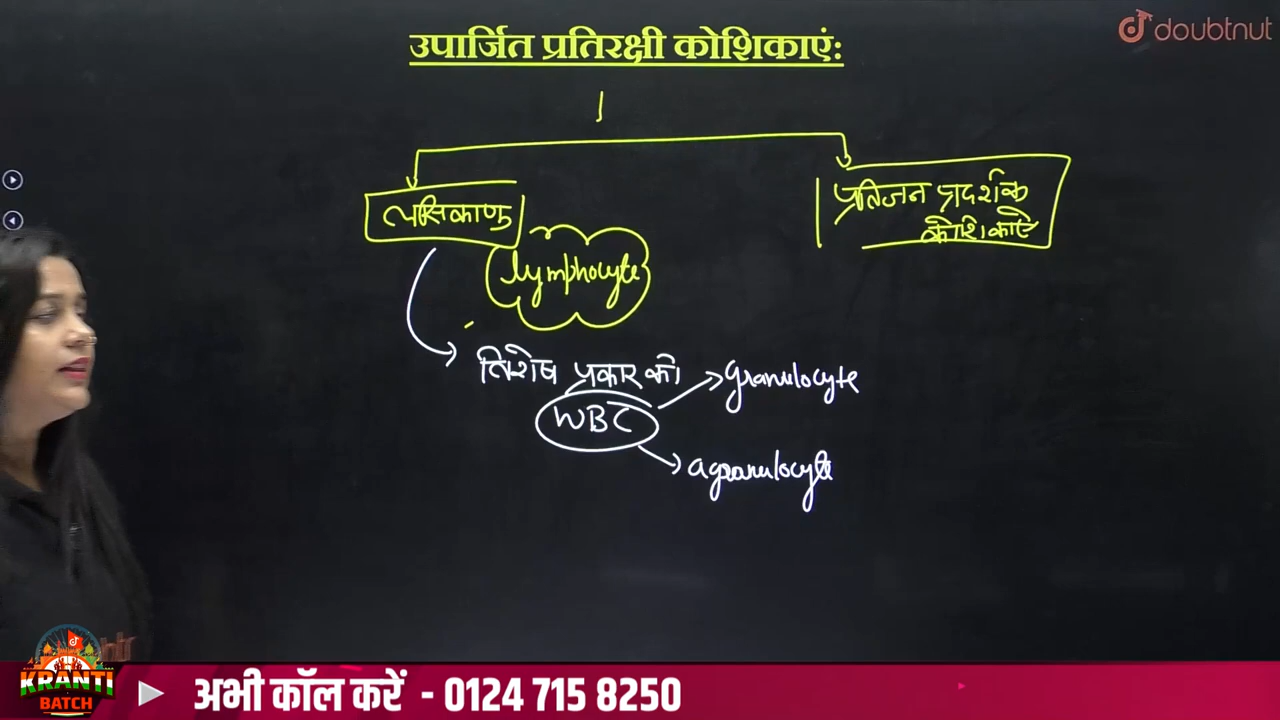 उपार्जित प्रतिरक्षी कोशिकाएं:
doubtnut
लसिकाणु
प्रतिजन प्रदर्शक
कोशिकाऐं
lymphocyte
विशेष प्रकार की
WBC
granulocyte
agranulocyte
KRANTI
BATCH
अभी कॉल करें - 0124 715 8250